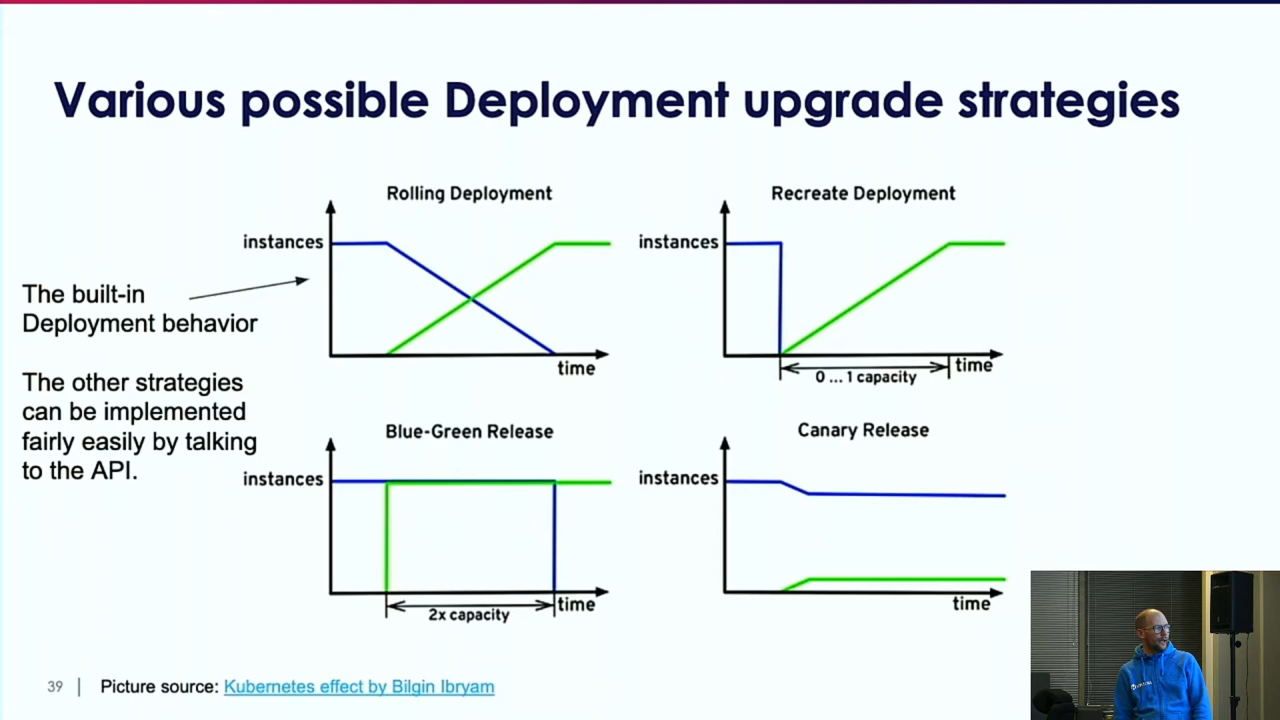 Various possible Deployment upgrade strategies
The built-in
Deployment behavior
The other strategies
can be implemented
fairly easily by talking
to the API.
Rolling Deployment
instances
time
Recreate Deployment
instances
time
0 ... 1 capacity
Blue-Green Release
instances
time
2x capacity
Canary Release
instances
time
39 | Picture source: Kubernetes effect by Bilgin Ibryam